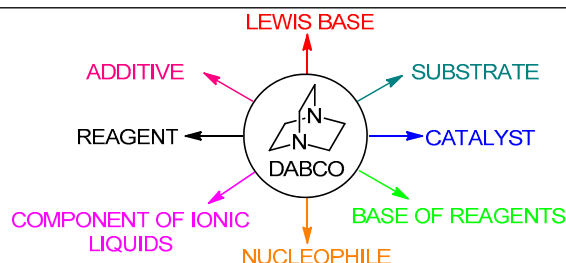 LEWIS BASE
ADDITIVE
SUBSTRATE
N
N
REAGENT
CATALYST
DABCO
COMPONENT OF IONIC
LIQUIDS
BASE OF REAGENTS
NUCLEOPHILE